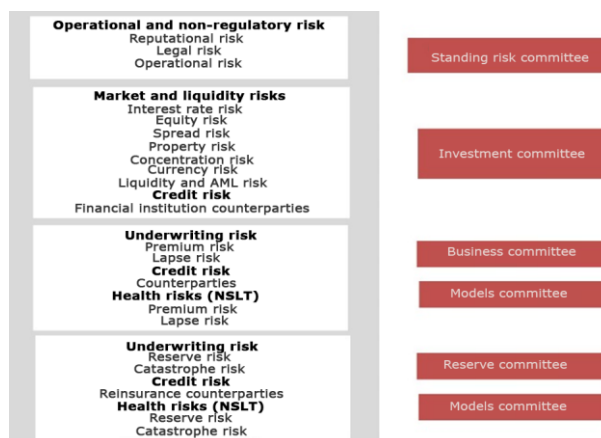 Operational and non-regulatory risk
Reputational risk
Legal risk
Operational risk
Standing risk committee
Market and liquidity risks
Interest rate risk
Equity risk
Spread risk
Property risk
Concentration risk
Currency risk
Liquidity and AML risk
Credit risk
Financial institution counterparties
Investment committee
Underwriting risk
Premium risk
Lapse risk
Credit risk
Counterparties
Health risks (NSLT)
Premium risk
Lapse risk
Business committee
Models committee
Underwriting risk
Reserve risk
Catastrophe risk
Credit risk
Reinsurance counterparties
Health risks (NSLT)
Reserve risk
Catastrophe risk
Reserve committee
Models committee